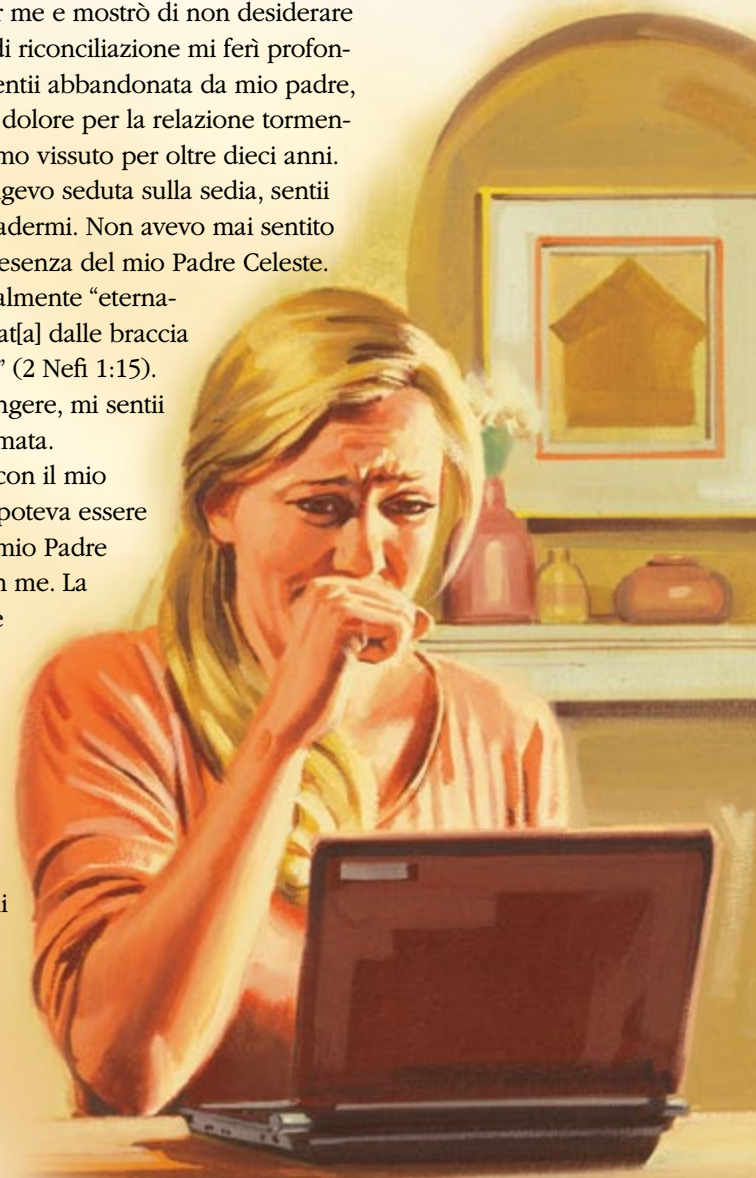 r me e mostrò di non desiderare
di riconciliazione mi ferì profon-
entii abbandonata da mio padre,
dolore per la relazione tormen-
mo vissuto per oltre dieci anni.
ngevo seduta sulla sedia, sentii
adermi. Non avevo mai sentito
esenza del mio Padre Celeste.
almente “eterna-
at[a] dalle braccia
” (2 Nefi 1:15).
ngere, mi sentii
mata.
con il mio
poteva essere
mio Padre
n me. La
e
i